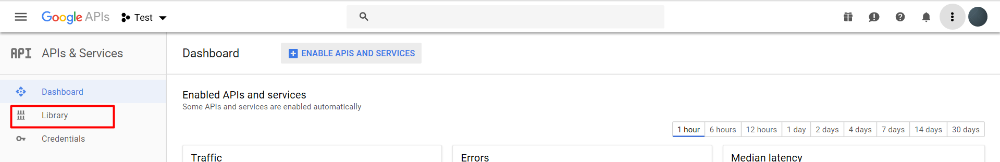 Google APIs Test
API APIs & Services
Dashboard ENABLE APIS AND SERVICES
Dashboard
Library
Credentials
Enabled APIs and services
Some APIs and services are enabled automatically
1 hour 6 hours 12 hours 1 day 2 days 4 days 7 days 14 days 30 days
Traffic Errors Median latency